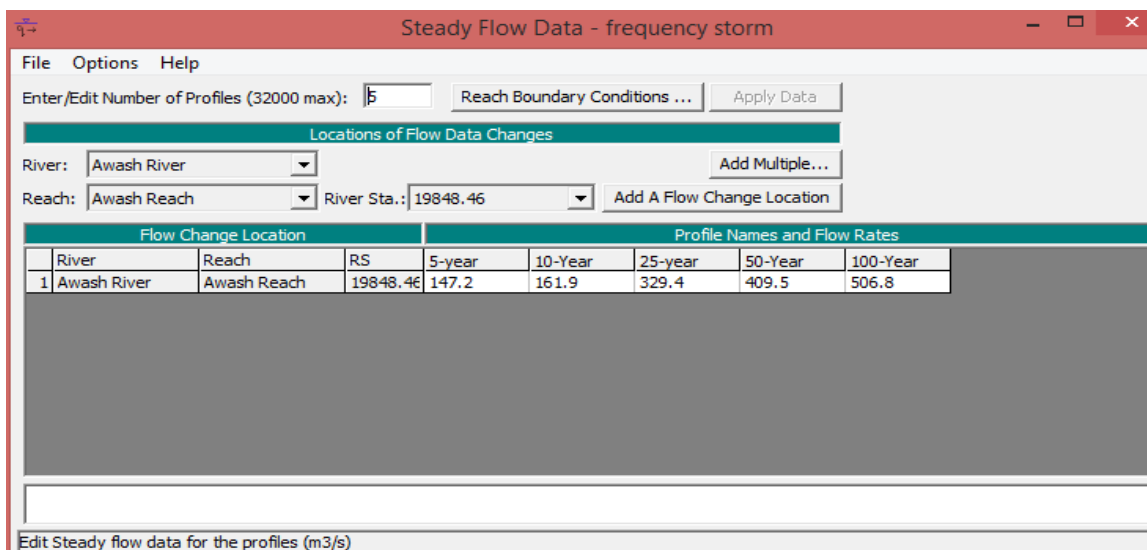 Steady Flow Data - frequency storm
File Options Help
Enter/Edit Number of Profiles (32000 max): 5 Reach Boundary Conditions ... Apply Data
Locations of Flow Data Changes
River: Awash River Add Multiple...
Reach: Awash Reach River Sta.: 19848.46 Add A Flow Change Location
Flow Change Location Profile Names and Flow Rates
River Reach RS 5-year 10-Year 25-year 50-Year 100-Year
1 Awash River Awash Reach 19848.46 147.2 161.9 329.4 409.5 506.8
Edit Steady flow data for the profiles (m3/s)